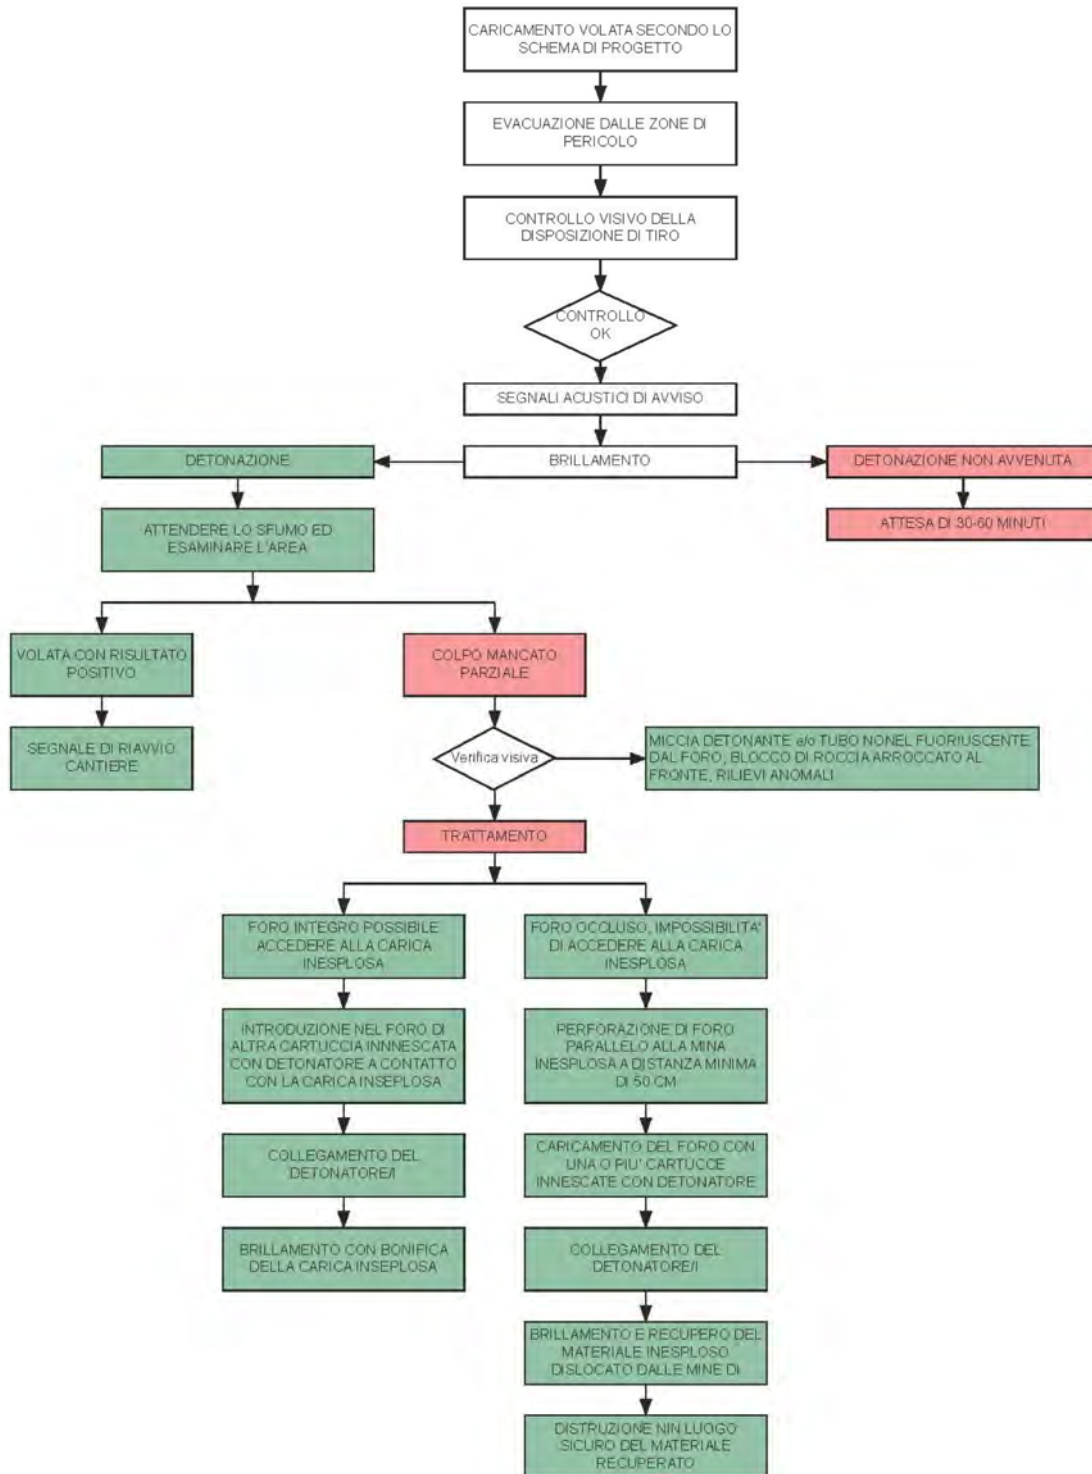 CARICAMENTO VOLATA SECONDO LO
SCHEMA DI PROGETTO
EVACUAZIONE DALLE ZONE DI
PERICOLO
CONTROLLO VISIVO DELLA
DISPOSIZIONE DI TIRO
CONTROLLO
OK
SEGNALI ACUSTICI DI AVVISO
DETONAZIONE
BRILLAMENTO
DETONAZIONE NON AVVENUTA
ATTENDERE LO SFUMO ED
ESAMINARE L'AREA
ATTESA DI 30-60 MINUTI
VOLATA CON RISULTATO
POSITIVO
COLPO MANCATO
PARZIALE
SEGNALE DI RIAVVIO
CANTIERE
Verifica visiva
MICCIA DETONANTE e/o TUBO NONEL FUORIUSCENTE
DAL FORO, BLOCCO DI ROCCIA ARROCCATO AL
FRONTE, RILIEVI ANOMALI
TRATTAMENTO
FORO INTEGRO POSSIBILE
ACCEDERE ALLA CARICA
INESPLOSA
FORO OCCLUSO, IMPOSSIBILITA'
DI ACCEDERE ALLA CARICA
INESPLOSA
INTRODUZIONE NEL FORO DI
ALTRA CARTUCCIA INNNESCATA
CON DETONATORE A CONTATTO
CON LA CARICA INSEPLOSA
PERFORAZIONE DI FORO
PARALLELO ALLA MINA
INESPLOSA A DISTANZA MINIMA
DI 50 CM
COLLEGAMENTO DEL
DETONATORE/I
CARICAMENTO DEL FORO CON
UNA O PIU' CARTUCCE
INNESCATE CON DETONATORE
BRILLAMENTO CON BONIFICA
DELLA CARICA INSEPLOSA
COLLEGAMENTO DEL
DETONATORE/I
BRILLAMENTO E RECUPERO DEL
MATERIALE INESPLOSO
DISLOCATO DALLE MINE DI
DISTRUZIONE NIN LUOGO
SICURO DEL MATERIALE
RECUPERATO